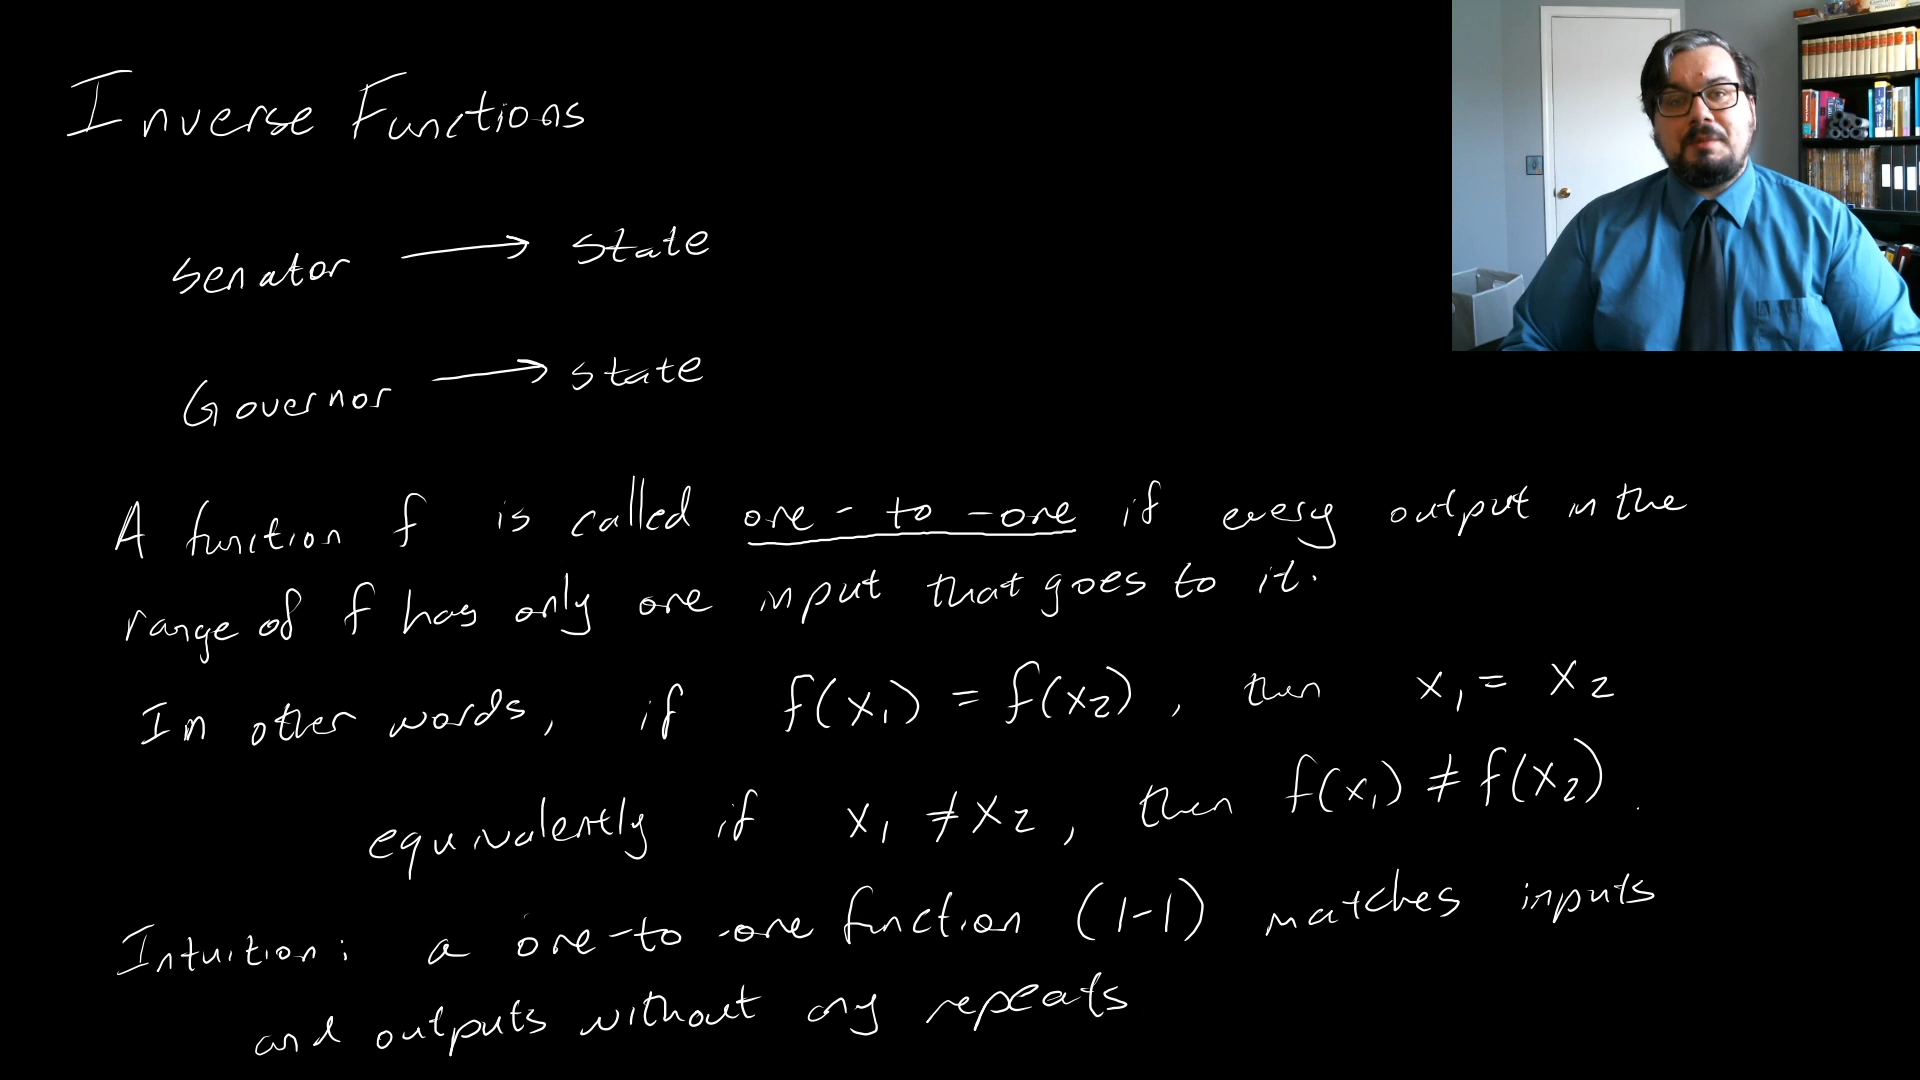 Inverse Functions
Senator → State
Governor → state
A function f is called one-to-one if every output in the
range of f has only one input that goes to it.
In other words, if f(x₁) = f(x₂), then x₁ = x₂
equivalently if x₁ ≠ x₂, then f(x₁) ≠ f(x₂).
Intuition: a one-to-one function (1-1) matches inputs
and outputs without any repeats